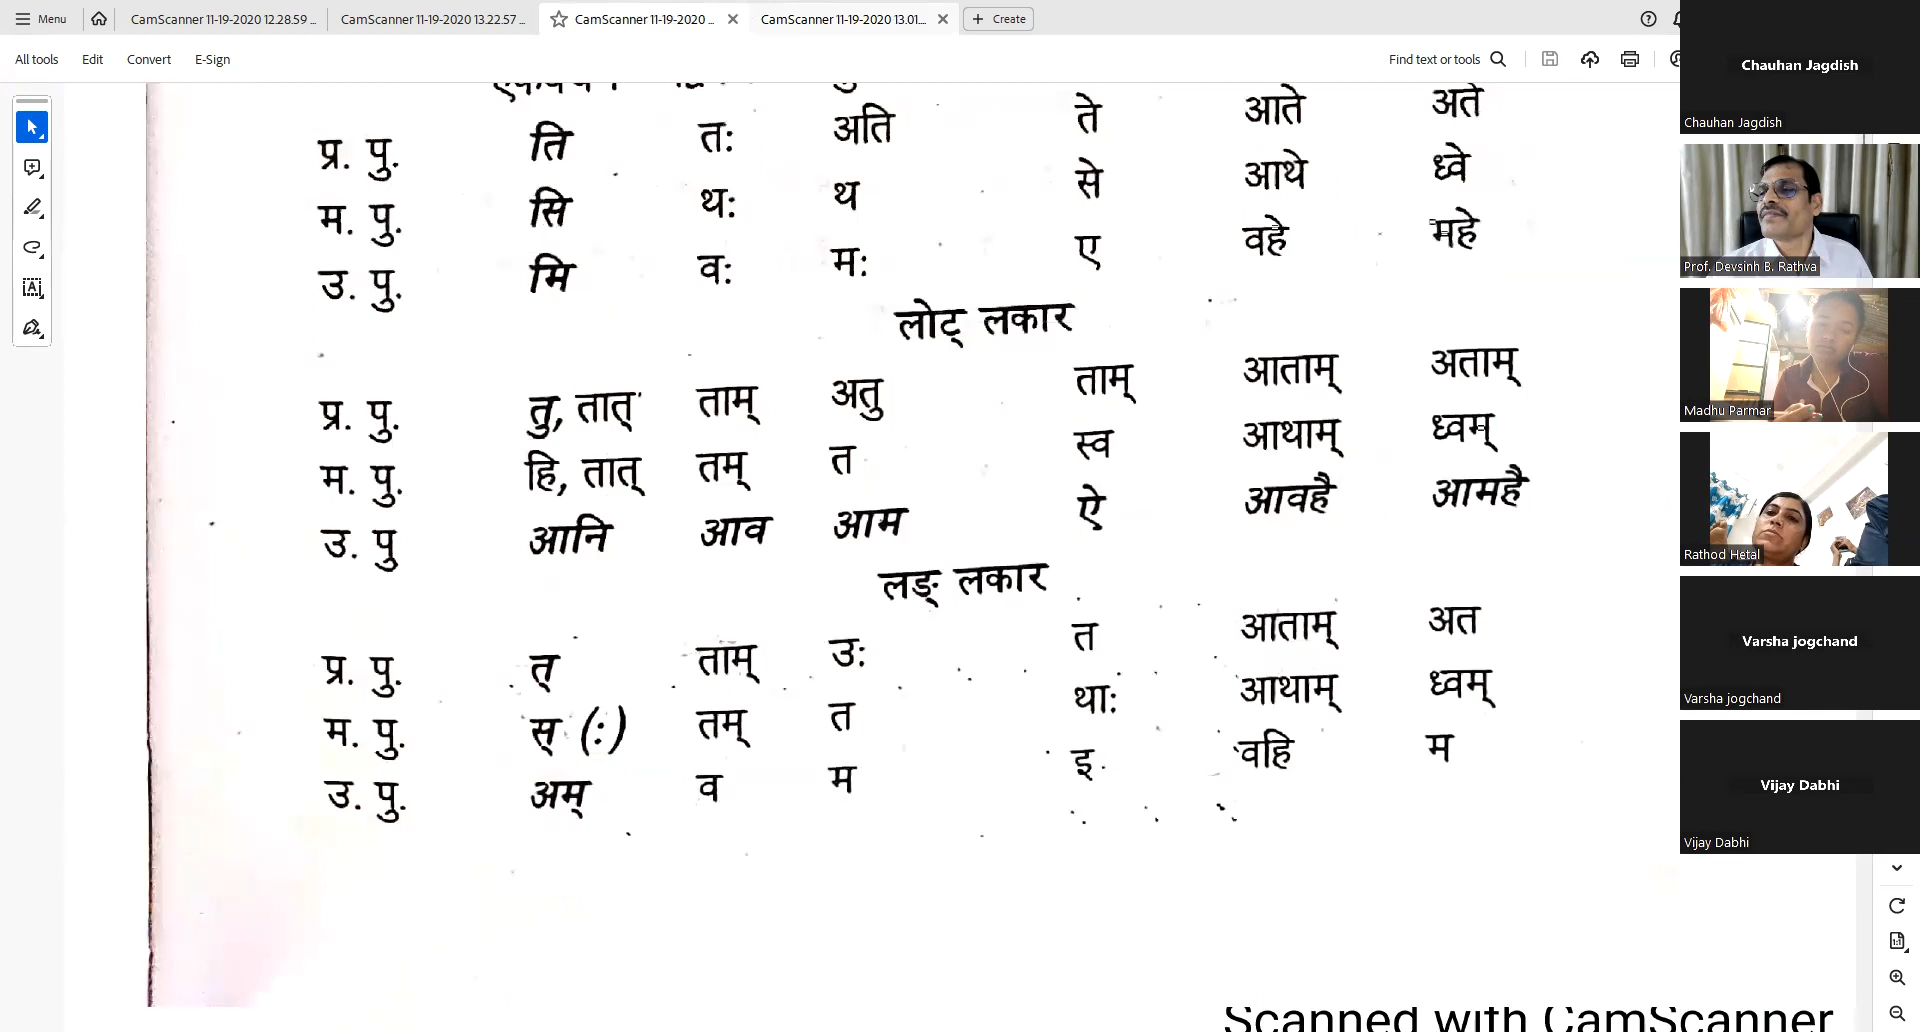 Menu CamScanner 11-19-2020 12.28.59 ... CamScanner 11-19-2020 13.22.57 ... CamScanner 11-19-2020 ... CamScanner 11-19-2020 13.01.... Create
All tools Edit Convert E-Sign Find text or tools
प्र. पु. ति तः अति ते आते अते
म. पु. सि थः थ से आथे ध्वे
उ. पु. मि वः मः ए वहे महे
लोट् लकार
प्र. पु. तु, तात् ताम् अतु ताम् आताम् अताम्
म. पु. हि, तात् तम् त स्व आथाम् ध्वम्
उ. पु आनि आव आम ऐ आवहै आमहै
लङ् लकार
प्र. पु. त् ताम् उः त आताम् अत
म. पु. स् (:) तम् त थाः आथाम् ध्वम्
उ. पु. अम् व म इ वहि म
Scanned with CamScanner
Chauhan Jagdish
Chauhan Jagdish
Prof. Devsinh B. Rathva
Madhu Parmar
Rathod Hetal
Varsha jogchand
Varsha jogchand
Vijay Dabhi
Vijay Dabhi